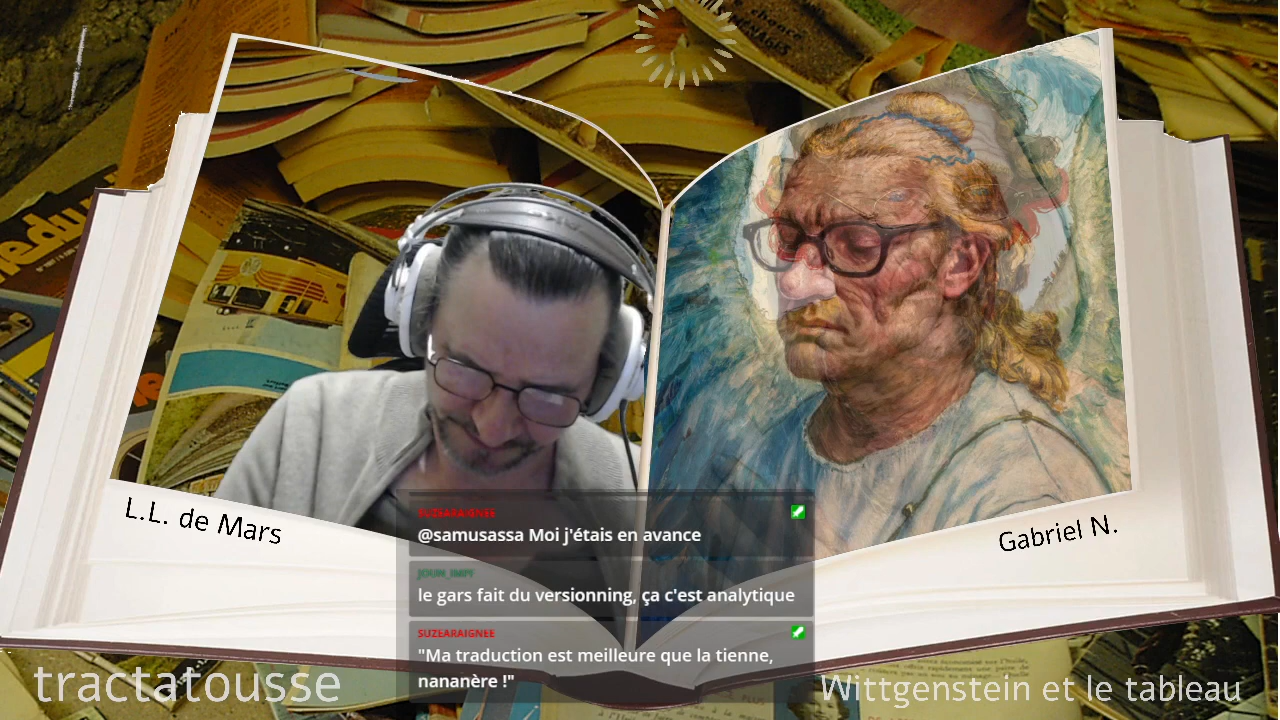 L.L. de Mars
Gabriel N.
SUZEARAIGNEE
@samusassa Moi j'étais en avance
JOUIN_IMPF
le gars fait du versionning, ça c'est analytique
SUZEARAIGNEE
"Ma traduction est meilleure que la tienne,
nananère !"
tractatousse
Wittgenstein et le tableau